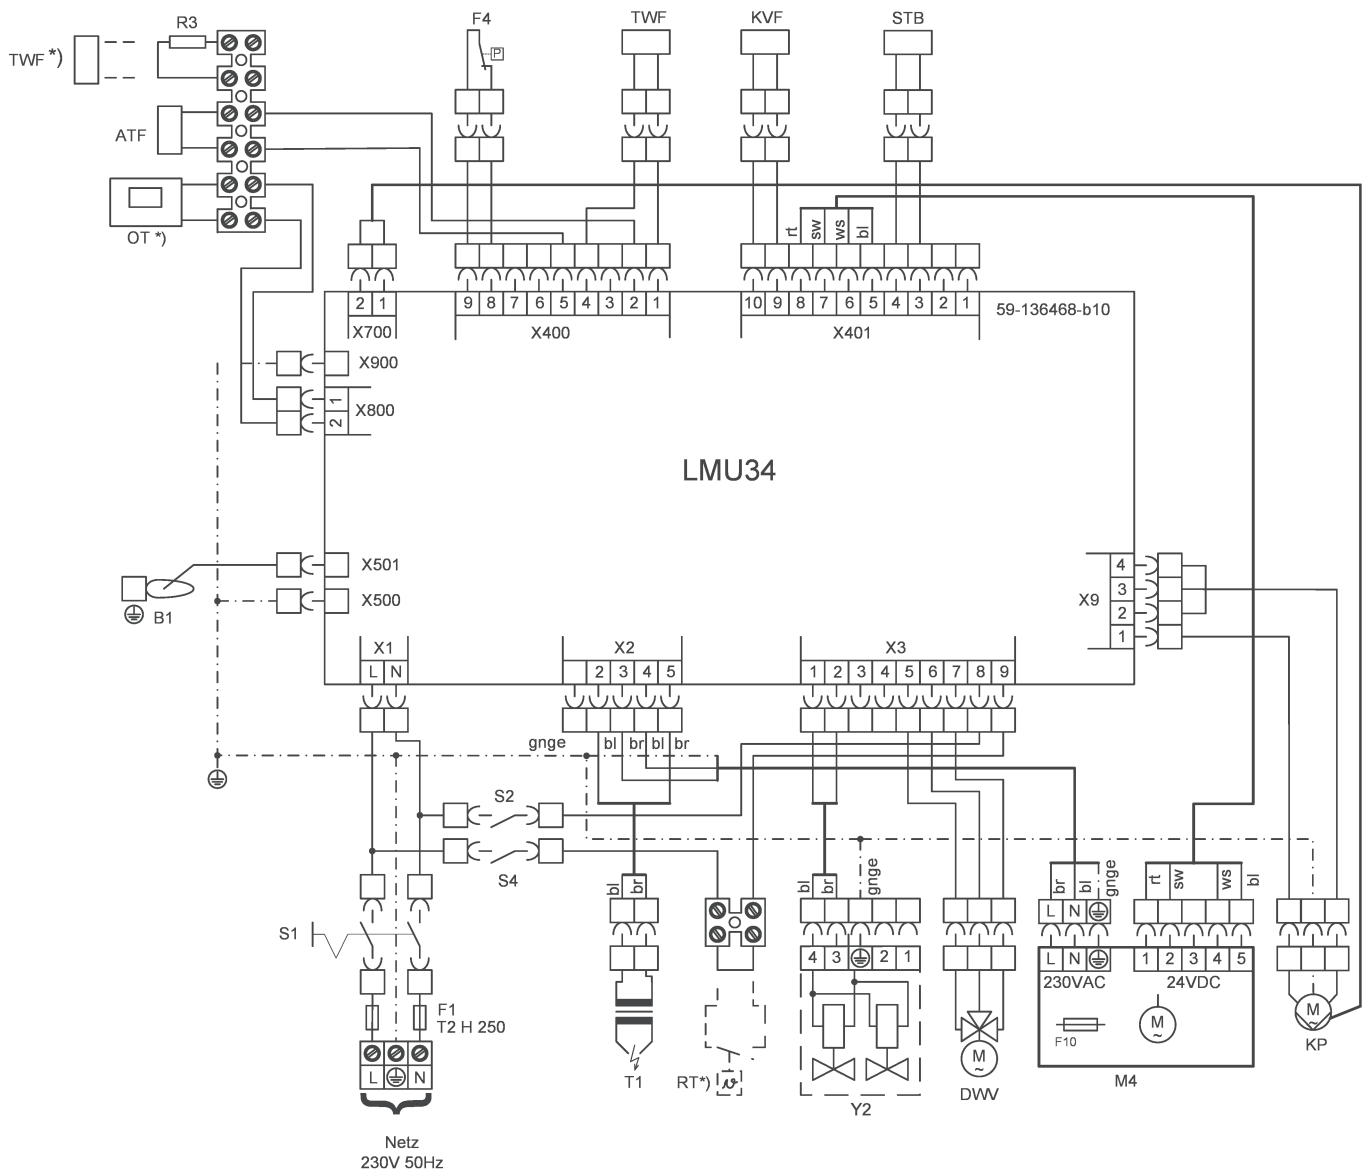 R3
F4
TWF
KVF
STB
TWF *)
P
ATF
OT *)
rt
sw
ws
bl
2 1
9 8 7 6 5 4 3 2 1
10 9 8 7 6 5 4 3 2 1
59-136468-b10
X700
X400
X401
X900
1
X800
2
LMU34
X501
X500
B1
4
3
X9
2
1
X1
X2
X3
L N
2 3 4 5
1 2 3 4 5 6 7 8 9
gnge
bl br bl br
S2
S4
bl
br
bl
br
gnge
br
bl
gnge
rt
sw
ws
bl
L N
S1
4 3 2 1
L N
1 2 3 4 5
230VAC
24VDC
F1
T2 H 250
F10
M
~
M
~
M
~
KP
L N
T1
RT*)
ϑ
Y2
DWV
M4
Netz
230V 50Hz